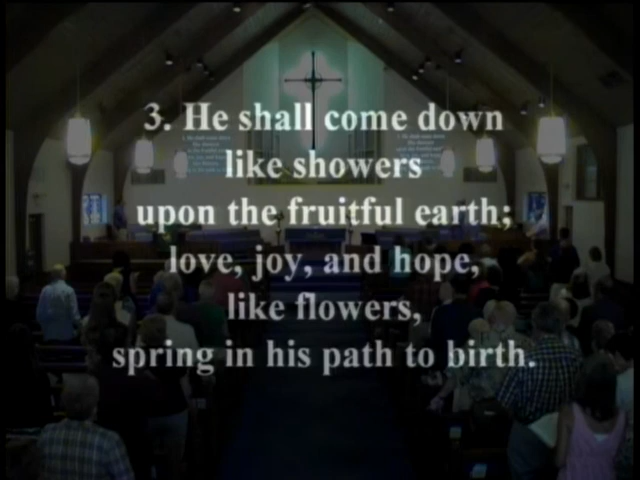 3. He shall come down
like showers
upon the fruitful earth;
love, joy, and hope,
like flowers,
spring in his path to birth.